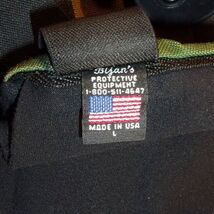 Bijan's
PROTECTIVE
EQUIPMENT
1-800-511-4647
MADE IN USA
L